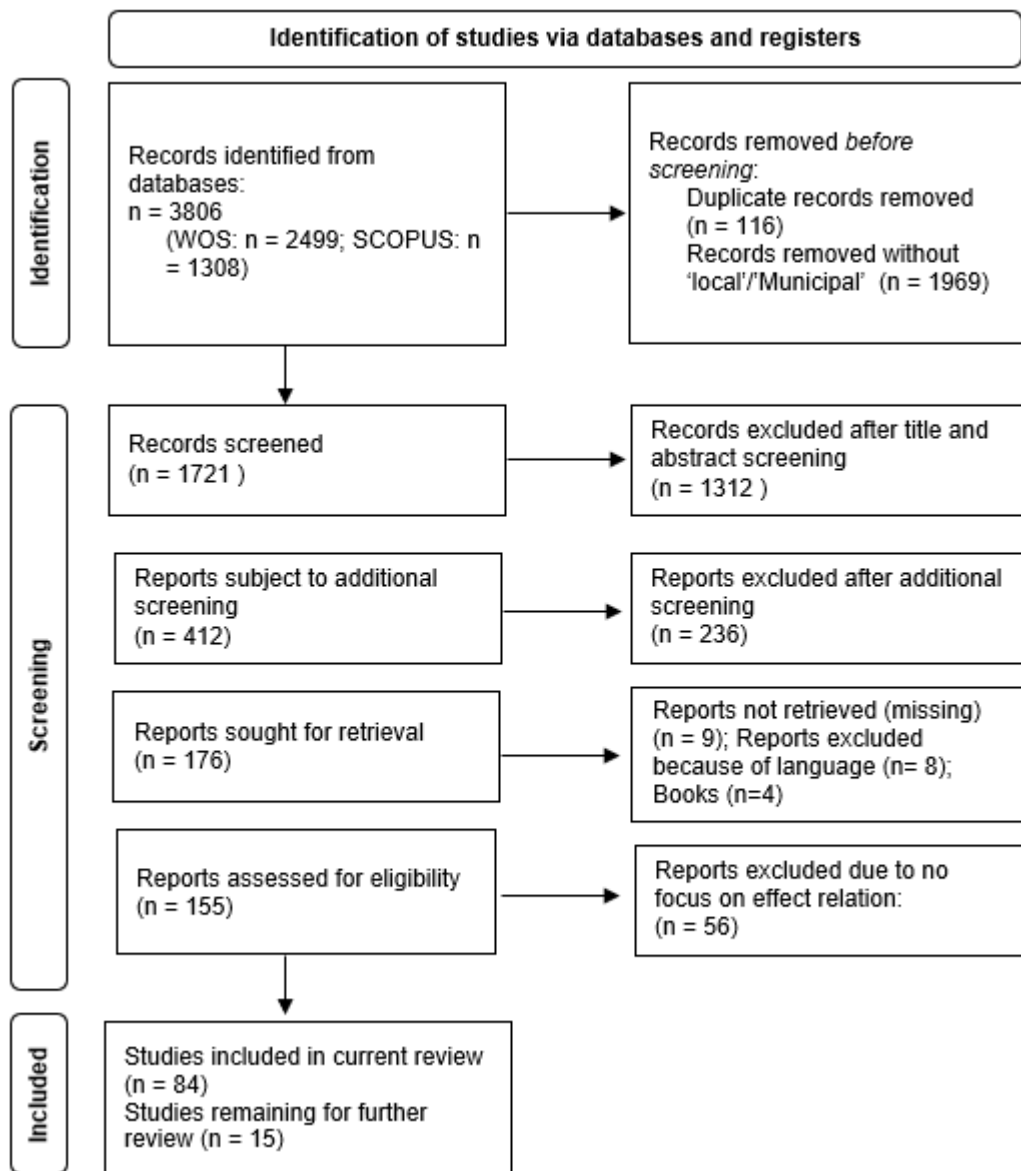 Identification of studies via databases and registers
Identification
Records identified from
databases:
n = 3806
(WOS: n = 2499; SCOPUS: n
= 1308)
Records removed before
screening:
Duplicate records removed
(n = 116)
Records removed without
‘local’/’Municipal’ (n = 1969)
Screening
Records screened
(n = 1721 )
Records excluded after title and
abstract screening
(n = 1312 )
Reports subject to additional
screening
(n = 412)
Reports excluded after additional
screening
(n = 236)
Reports sought for retrieval
(n = 176)
Reports not retrieved (missing)
(n = 9); Reports excluded
because of language (n= 8);
Books (n=4)
Reports assessed for eligibility
(n = 155)
Reports excluded due to no
focus on effect relation:
(n = 56)
Included
Studies included in current review
(n = 84)
Studies remaining for further
review (n = 15)